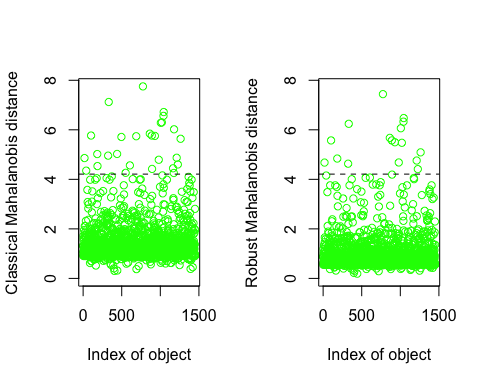 Classical Mahalanobis distance
8
6
4
2
0
0 500 1500
Index of object
Robust Mahalanobis distance
8
6
4
2
0
0 500 1500
Index of object